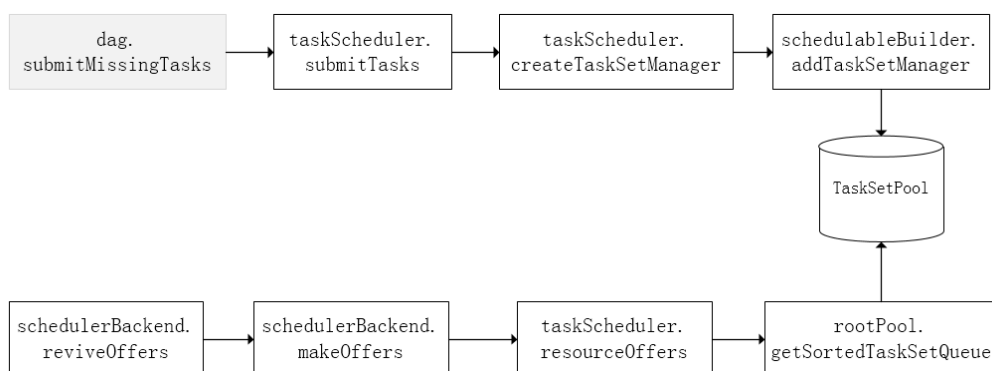 dag.
submitMissingTasks
taskScheduler.
submitTasks
taskScheduler.
createTaskSetManager
schedulableBuilder.
addTaskSetManager
TaskSetPool
schedulerBackend.
reviveOffers
schedulerBackend.
makeOffers
taskScheduler.
resourceOffers
rootPool.
getSortedTaskSetQueue